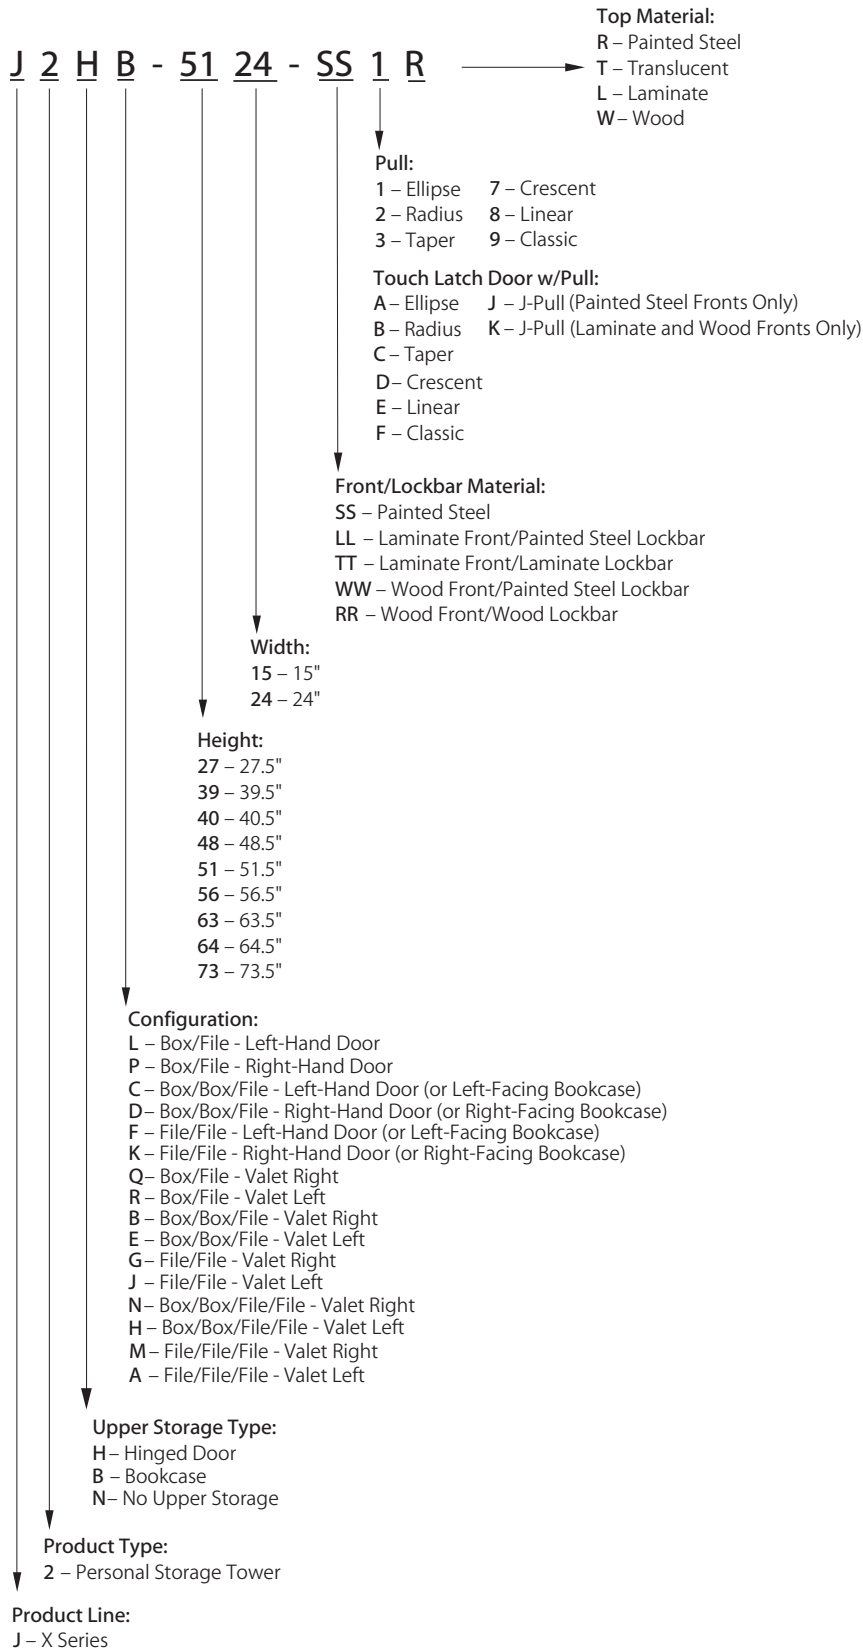 J 2 H B - 51 24 - SS 1 R
Top Material:
R – Painted Steel
T – Translucent
L – Laminate
W – Wood
Pull:
1 – Ellipse 7 – Crescent
2 – Radius 8 – Linear
3 – Taper 9 – Classic
Touch Latch Door w/Pull:
A – Ellipse J – J-Pull (Painted Steel Fronts Only)
B – Radius K – J-Pull (Laminate and Wood Fronts Only)
C – Taper
D – Crescent
E – Linear
F – Classic
Front/Lockbar Material:
SS – Painted Steel
LL – Laminate Front/Painted Steel Lockbar
TT – Laminate Front/Laminate Lockbar
WW – Wood Front/Painted Steel Lockbar
RR – Wood Front/Wood Lockbar
Width:
15 – 15"
24 – 24"
Height:
27 – 27.5"
39 – 39.5"
40 – 40.5"
48 – 48.5"
51 – 51.5"
56 – 56.5"
63 – 63.5"
64 – 64.5"
73 – 73.5"
Configuration:
L – Box/File - Left-Hand Door
P – Box/File - Right-Hand Door
C – Box/Box/File - Left-Hand Door (or Left-Facing Bookcase)
D – Box/Box/File - Right-Hand Door (or Right-Facing Bookcase)
F – File/File - Left-Hand Door (or Left-Facing Bookcase)
K – File/File - Right-Hand Door (or Right-Facing Bookcase)
Q – Box/File - Valet Right
R – Box/File - Valet Left
B – Box/Box/File - Valet Right
E – Box/Box/File - Valet Left
G – File/File - Valet Right
J – File/File - Valet Left
N – Box/Box/File/File - Valet Right
H – Box/Box/File/File - Valet Left
M – File/File/File - Valet Right
A – File/File/File - Valet Left
Upper Storage Type:
H – Hinged Door
B – Bookcase
N – No Upper Storage
Product Type:
2 – Personal Storage Tower
Product Line:
J – X Series